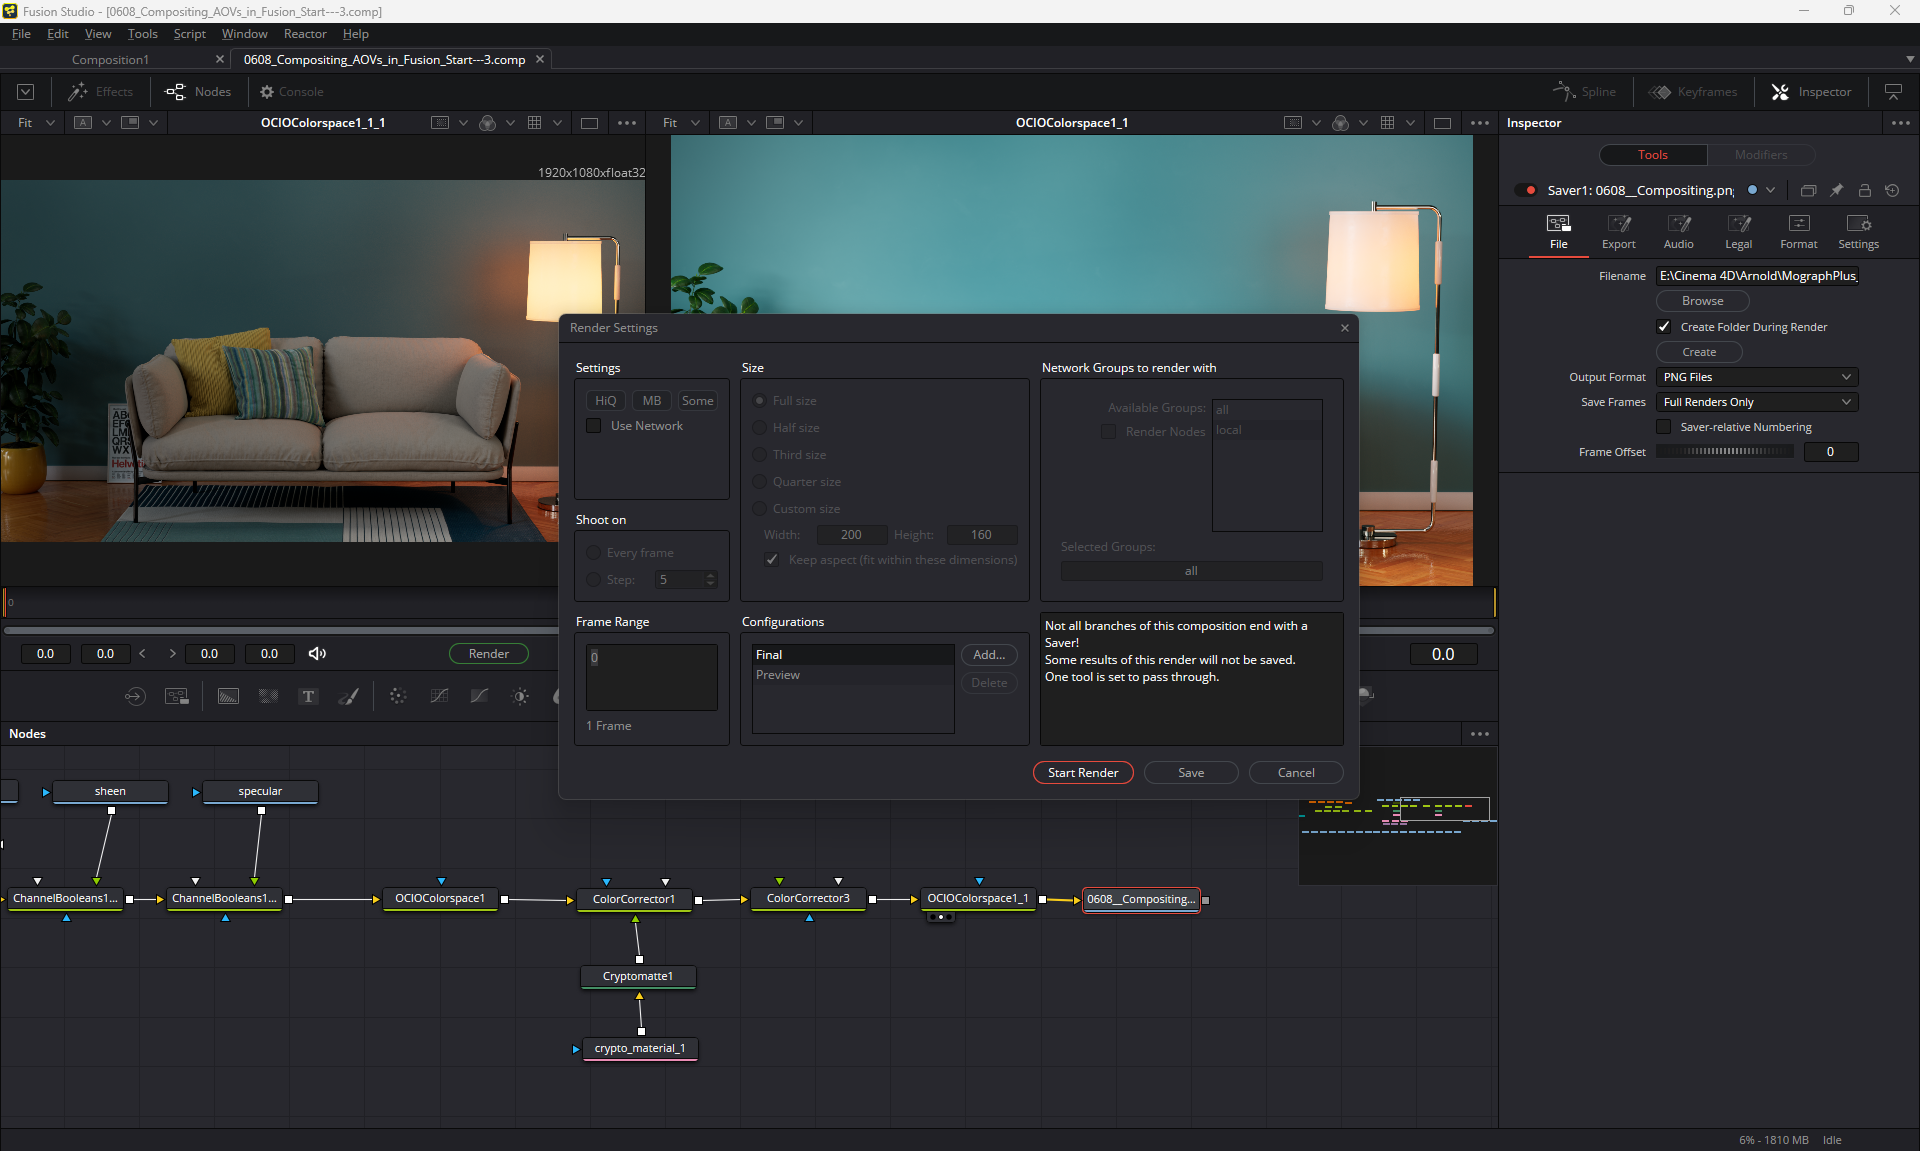 Fusion Studio - [0608_Compositing_AOVs_in_Fusion_Start---3.comp]
File Edit View Tools Script Window Reactor Help
Composition1
0608_Compositing_AOVs_in_Fusion_Start---3.comp
Effects Nodes Console Spline Keyframes Inspector
Fit A OCIOColorspace1_1_1
Fit A OCIOColorspace1_1
Inspector
1920x1080xfloat32
Tools Modifiers
Saver1: 0608__Compositing.pn
File Export Audio Legal Format Settings
Filename E:\Cinema 4D\Arnold\MographPlus_
Browse
Create Folder During Render
Create
Output Format PNG Files
Save Frames Full Renders Only
Saver-relative Numbering
Frame Offset 0
Render Settings
Settings
HiQ MB Some
Use Network
Shoot on
Every frame
Step: 5
Frame Range
0
1 Frame
Size
Full size
Half size
Third size
Quarter size
Custom size
Width: 200 Height: 160
Keep aspect (fit within these dimensions)
Configurations
Final
Preview
Add...
Delete
Network Groups to render with
Available Groups: all
local
Render Nodes
Selected Groups:
all
Not all branches of this composition end with a
Saver!
Some results of this render will not be saved.
One tool is set to pass through.
Start Render Save Cancel
0
0.0 0.0 0.0 0.0 Render 0.0
T
Nodes
sheen specular
ChannelBooleans1... ChannelBooleans1... OCIOColorspace1 ColorCorrector1 ColorCorrector3 OCIOColorspace1_1 0608__Compositing...
Cryptomatte1
crypto_material_1
6% - 1810 MB Idle